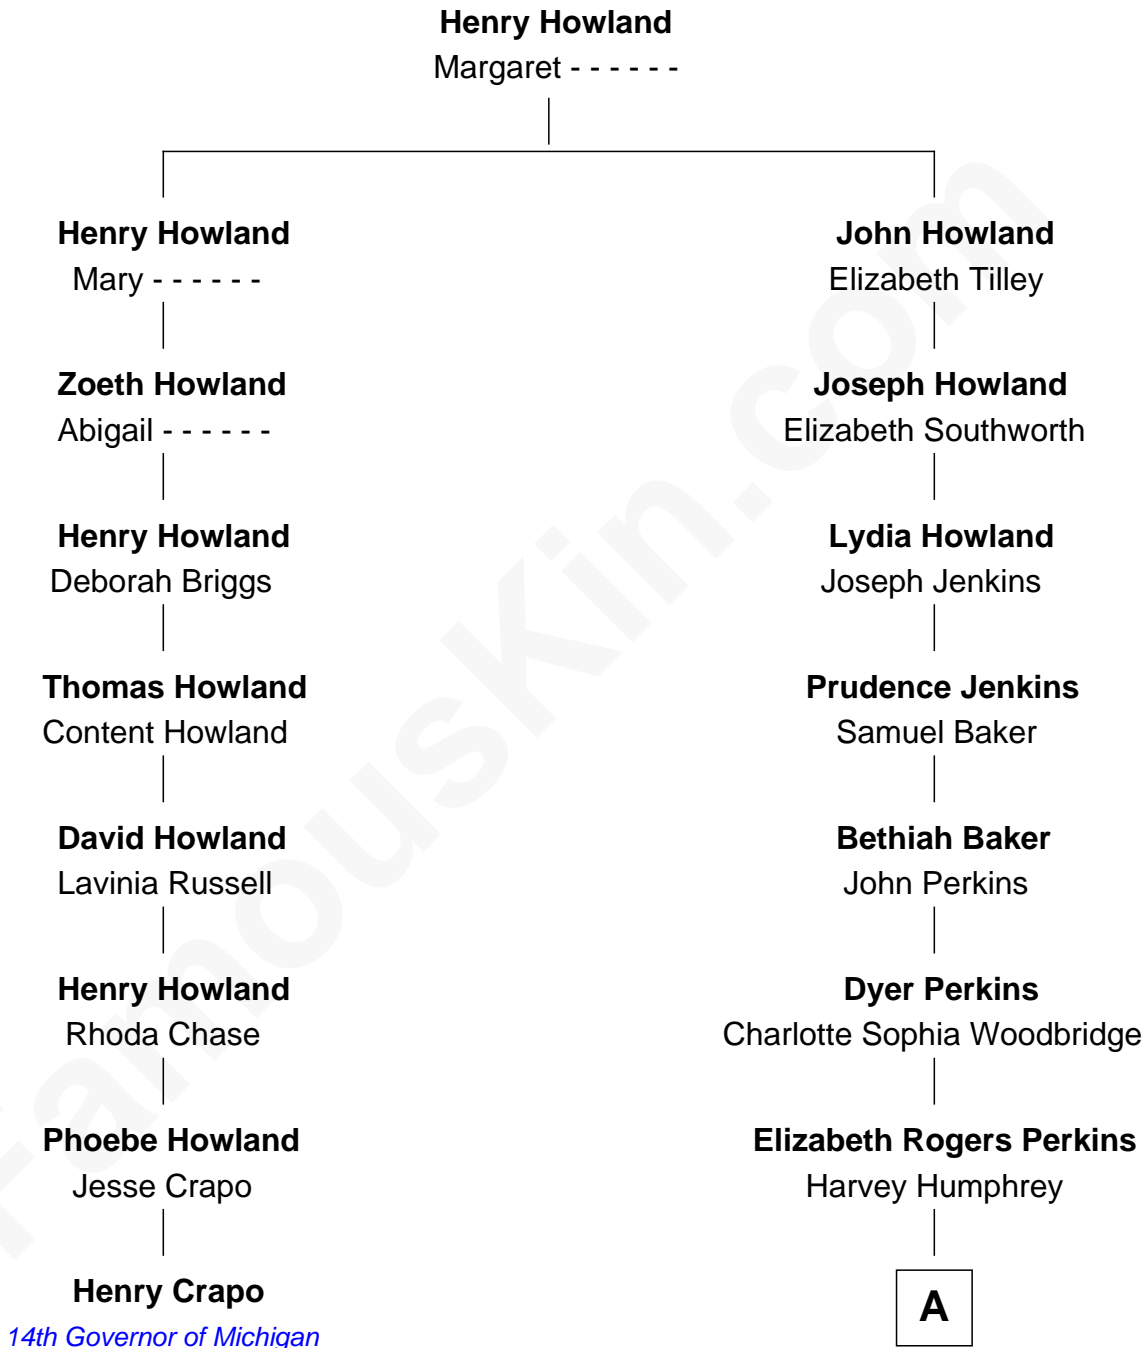 Henry Howland
Margaret - - - - - -
Henry Howland
Mary - - - - - -
John Howland
Elizabeth Tilley
Zoeth Howland
Abigail - - - - - -
Joseph Howland
Elizabeth Southworth
Henry Howland
Deborah Briggs
Lydia Howland
Joseph Jenkins
Thomas Howland
Content Howland
Prudence Jenkins
Samuel Baker
David Howland
Lavinia Russell
Bethiah Baker
John Perkins
Henry Howland
Rhoda Chase
Dyer Perkins
Charlotte Sophia Woodbridge
Phoebe Howland
Jesse Crapo
Elizabeth Rogers Perkins
Harvey Humphrey
Henry Crapo
14th Governor of Michigan
A
FamousKin.com